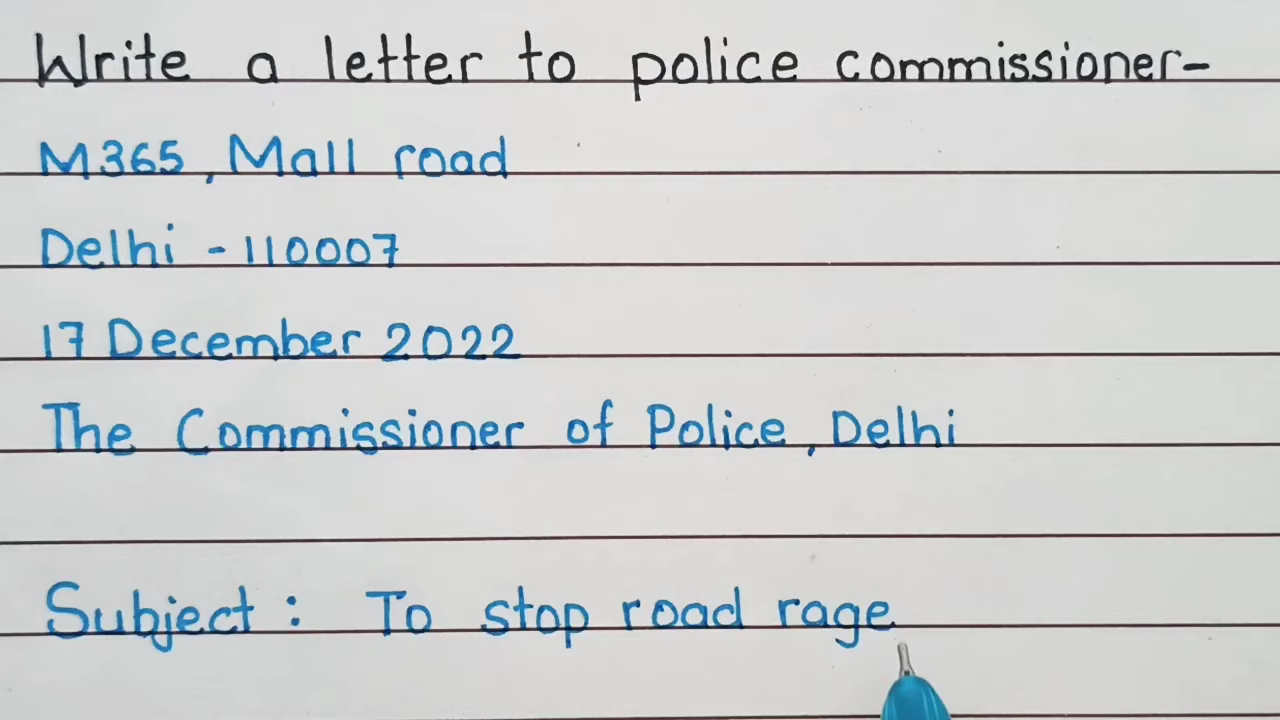 Write a letter to police commissioner-
M365, Mall road
Delhi - 110007
17 December 2022
The Commissioner of Police, Delhi
Subject : To stop road rage